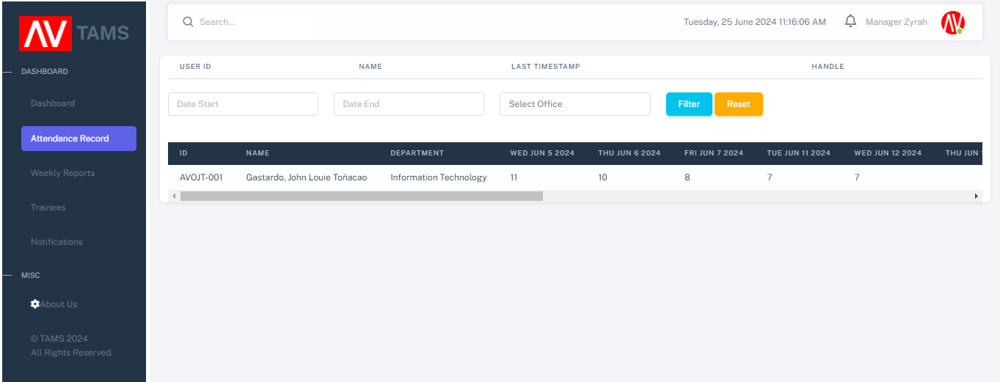 AV TAMS
DASHBOARD
Dashboard
Attendance Record
Weekly Reports
Trainees
Notifications
MISC
About Us
© TAMS 2024
All Rights Reserved.
Search...
Tuesday, 25 June 2024 11:16:06 AM
Manager Zyrah
AV
USER ID NAME LAST TIMESTAMP HANDLE
Date Start Date End Select Office Filter Reset
ID NAME DEPARTMENT WED JUN 5 2024 THU JUN 6 2024 FRI JUN 7 2024 TUE JUN 11 2024 WED JUN 12 2024 THU JUN
AVOJT-001 Gastardo, John Louie Toñacao Information Technology 11 10 8 7 7